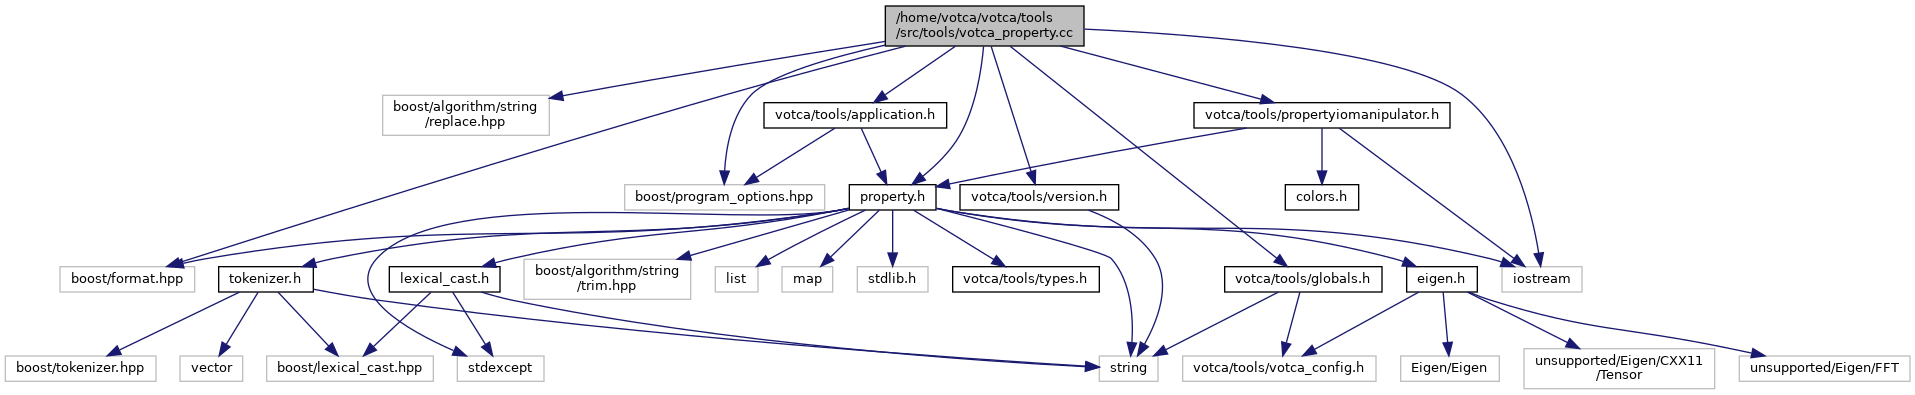 /home/votca/votca/tools
/src/tools/votca_property.cc
boost/algorithm/string
/replace.hpp
votca/tools/application.h
votca/tools/propertyiomanipulator.h
boost/program_options.hpp
property.h
votca/tools/version.h
colors.h
boost/format.hpp
tokenizer.h
lexical_cast.h
boost/algorithm/string
/trim.hpp
list
map
stdlib.h
votca/tools/types.h
votca/tools/globals.h
eigen.h
iostream
boost/tokenizer.hpp
vector
boost/lexical_cast.hpp
stdexcept
string
votca/tools/votca_config.h
Eigen/Eigen
unsupported/Eigen/CXX11
/Tensor
unsupported/Eigen/FFT